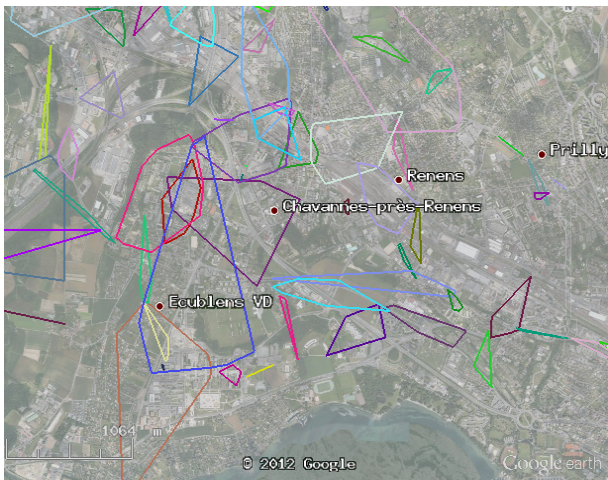 Prilly
Renens
Chavannes-près-Renens
Ecublens VD
1064 m
© 2012 Google
Google earth